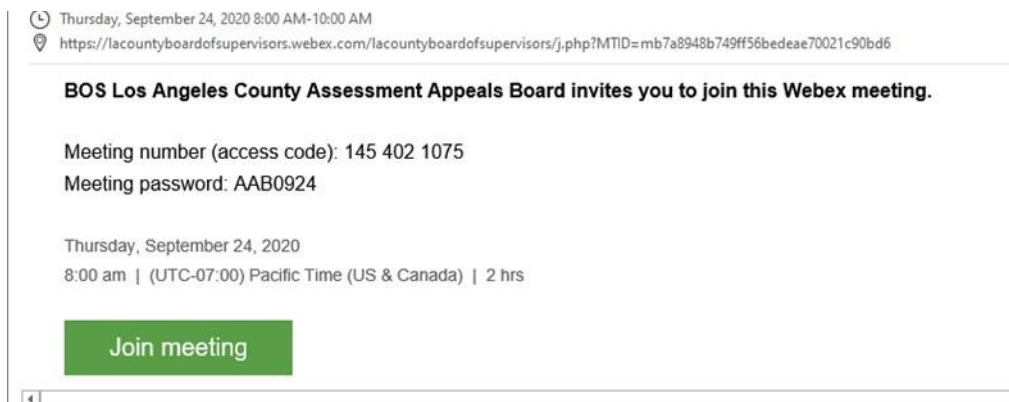 Thursday, September 24, 2020 8:00 AM-10:00 AM
https://lacountyboardofsupervisors.webex.com/lacountyboardofsupervisors/j.php?MTID=mb7a8948b749ff56bedeae70021c90bd6
BOS Los Angeles County Assessment Appeals Board invites you to join this Webex meeting.
Meeting number (access code): 145 402 1075
Meeting password: AAB0924
Thursday, September 24, 2020
8:00 am | (UTC-07:00) Pacific Time (US & Canada) | 2 hrs
Join meeting